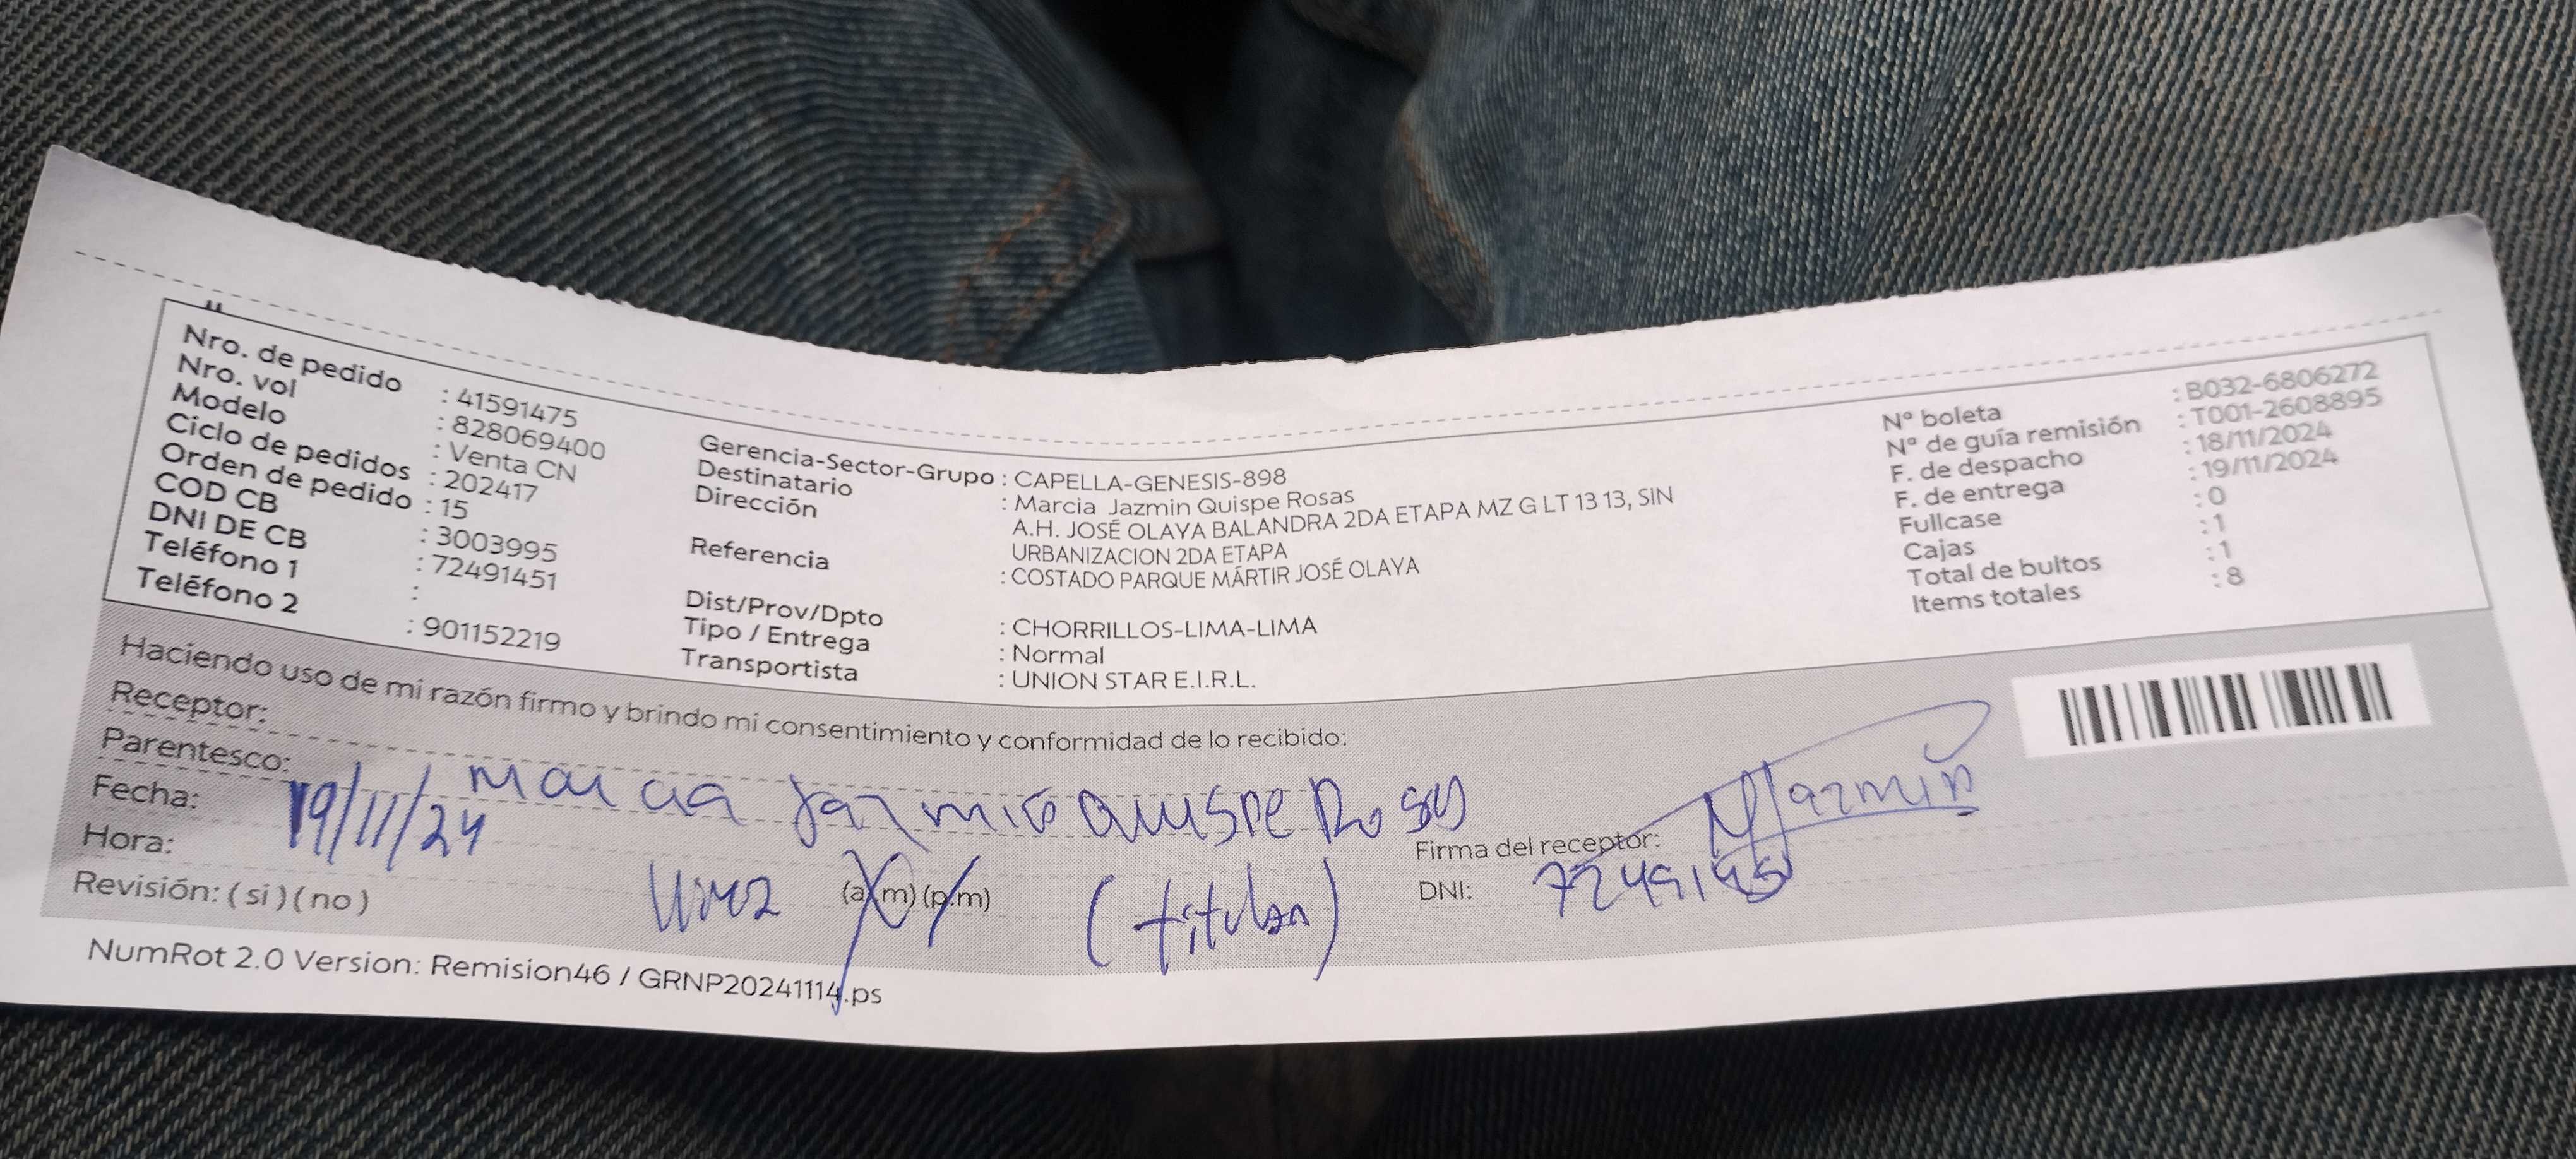 Nro. de pedido : 41591475
Nro. vol : 828069400
Modelo : Venta CN
Ciclo de pedidos : 202417
Orden de pedido : 15
COD CB : 3003995
DNI DE CB : 72491451
Teléfono 1 :
Teléfono 2 : 901152219
Gerencia-Sector-Grupo : CAPELLA-GENESIS-898
Destinatario : Marcia Jazmin Quispe Rosas
Dirección : A.H. JOSÉ OLAYA BALANDRA 2DA ETAPA MZ G LT 13 13, SIN
URBANIZACION 2DA ETAPA
Referencia : COSTADO PARQUE MÁRTIR JOSÉ OLAYA
Dist/Prov/Dpto : CHORRILLOS-LIMA-LIMA
Tipo / Entrega : Normal
Transportista : UNION STAR E.I.R.L.
N° boleta : B032-6806272
N° de guía remisión : T001-2608895
F. de despacho : 18/11/2024
F. de entrega : 19/11/2024
Fullcase : 0
Cajas : 1
Total de bultos : 1
Items totales : 8
Haciendo uso de mi razón firmo y brindo mi consentimiento y conformidad de lo recibido:
Receptor: Marcia Jazmin Quispe Rosas
Parentesco: (titular)
Fecha: 19/11/24
Hora: (a.m) (p.m)
Revisión: ( si ) ( no )
Firma del receptor: MJazmin
DNI:
NumRot 2.0 Version: Remision46 / GRNP20241114.ps